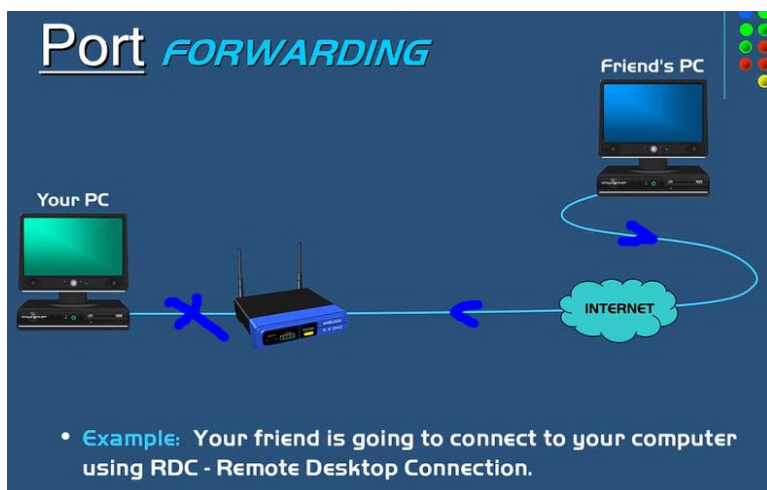 Port FORWARDING
Friend's PC
Your PC
INTERNET
• Example: Your friend is going to connect to your computer
using RDC - Remote Desktop Connection.